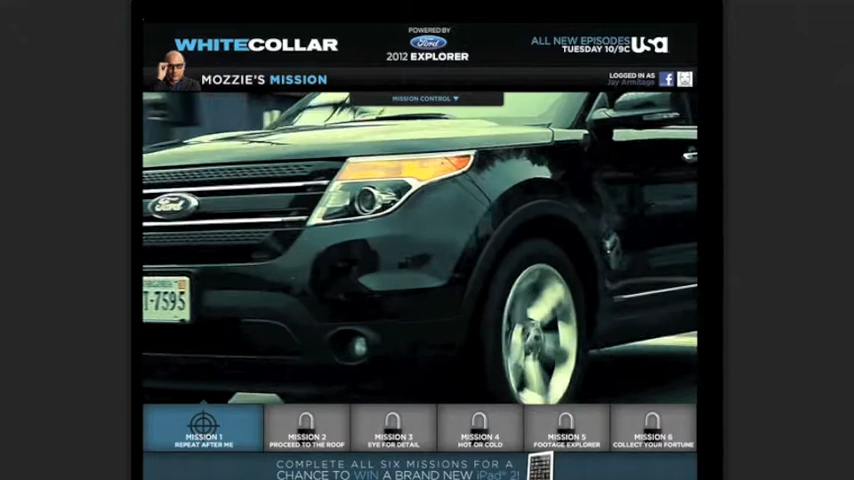 WHITECOLLAR
POWERED BY
Ford
2012 EXPLORER
ALL NEW EPISODES
TUESDAY 10/9C
USA
MOZZIE'S MISSION
LOGGED IN AS
Jay Armitage
MISSION CONTROL
Ford
T-7595
MISSION 1
REPEAT AFTER ME
MISSION 2
PROCEED TO THE ROOF
MISSION 3
EYE FOR DETAIL
MISSION 4
HOT OR COLD
MISSION 5
FOOTAGE EXPLORER
MISSION 6
COLLECT YOUR FORTUNE
COMPLETE ALL SIX MISSIONS FOR A
CHANCE TO WIN A BRAND NEW iPad® 2!